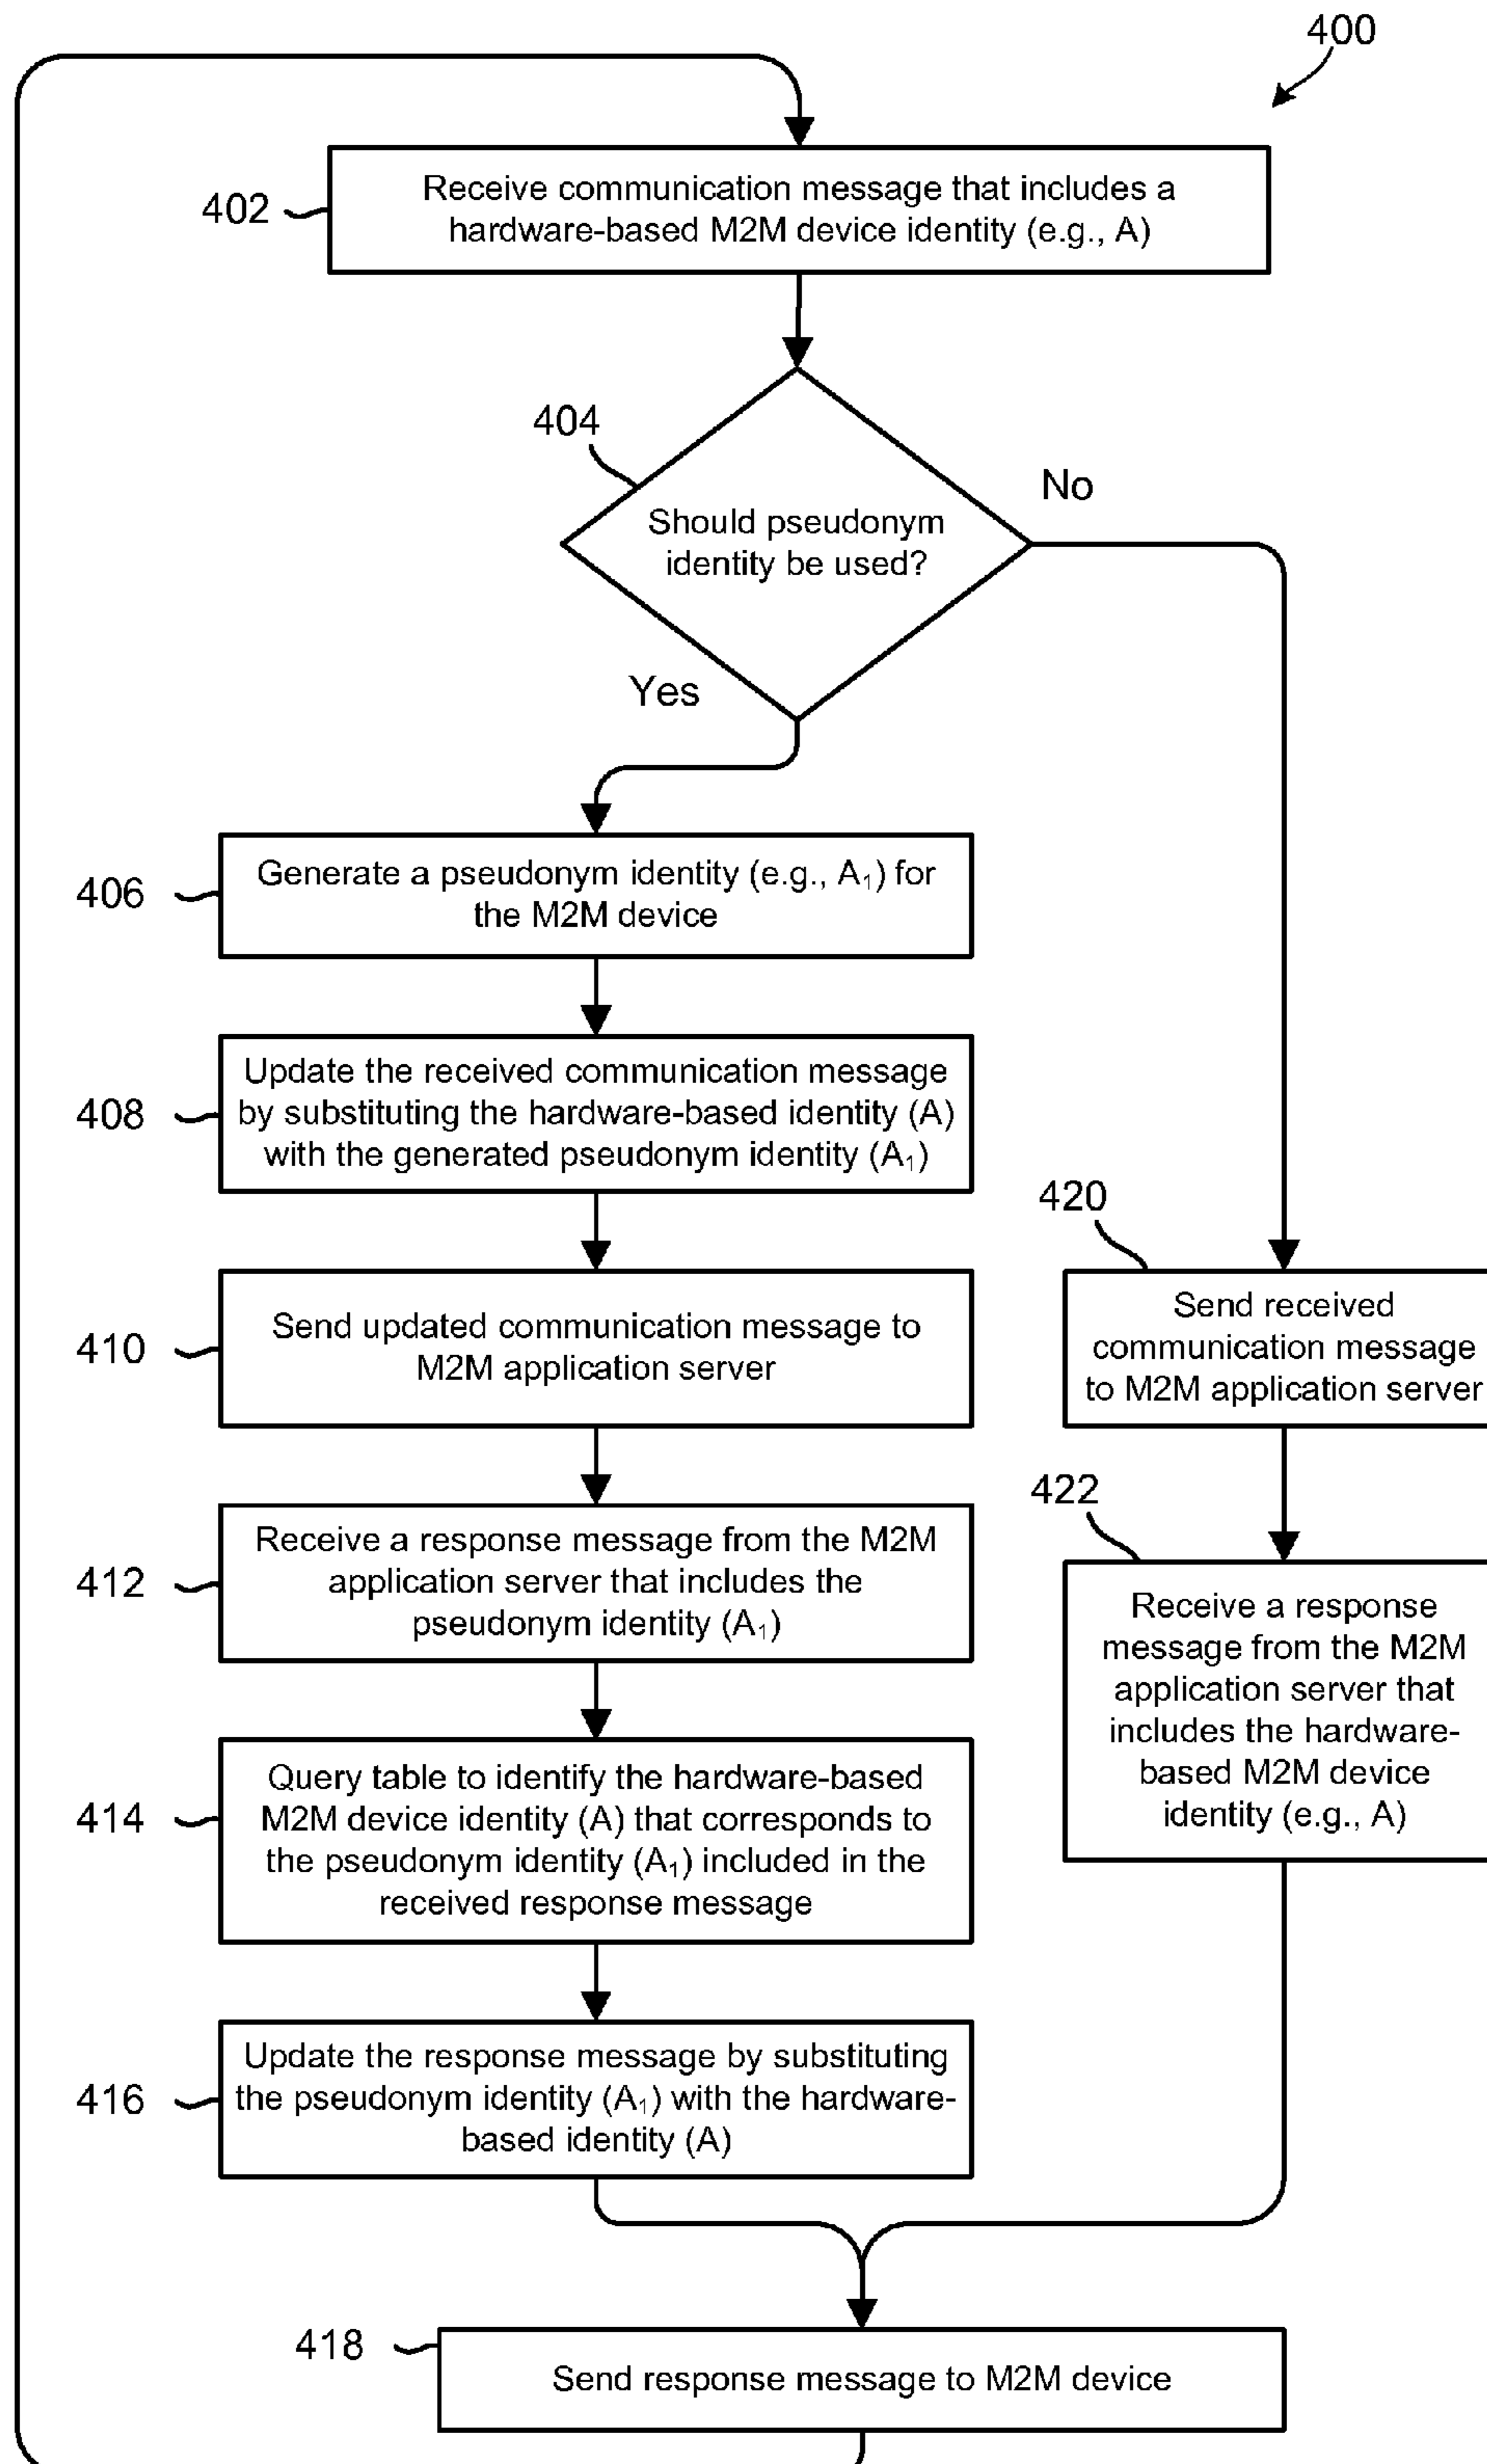 400
402
Receive communication message that includes a
hardware-based M2M device identity (e.g., A)
404
Should pseudonym
identity be used?
No
Yes
406
Generate a pseudonym identity (e.g., A₁) for
the M2M device
408
Update the received communication message
by substituting the hardware-based identity (A)
with the generated pseudonym identity (A₁)
410
Send updated communication message to
M2M application server
420
Send received
communication message
to M2M application server
412
Receive a response message from the M2M
application server that includes the
pseudonym identity (A₁)
422
Receive a response
message from the M2M
application server that
includes the hardware-
based M2M device
identity (e.g., A)
414
Query table to identify the hardware-based
M2M device identity (A) that corresponds to
the pseudonym identity (A₁) included in the
received response message
416
Update the response message by substituting
the pseudonym identity (A₁) with the hardware-
based identity (A)
418
Send response message to M2M device